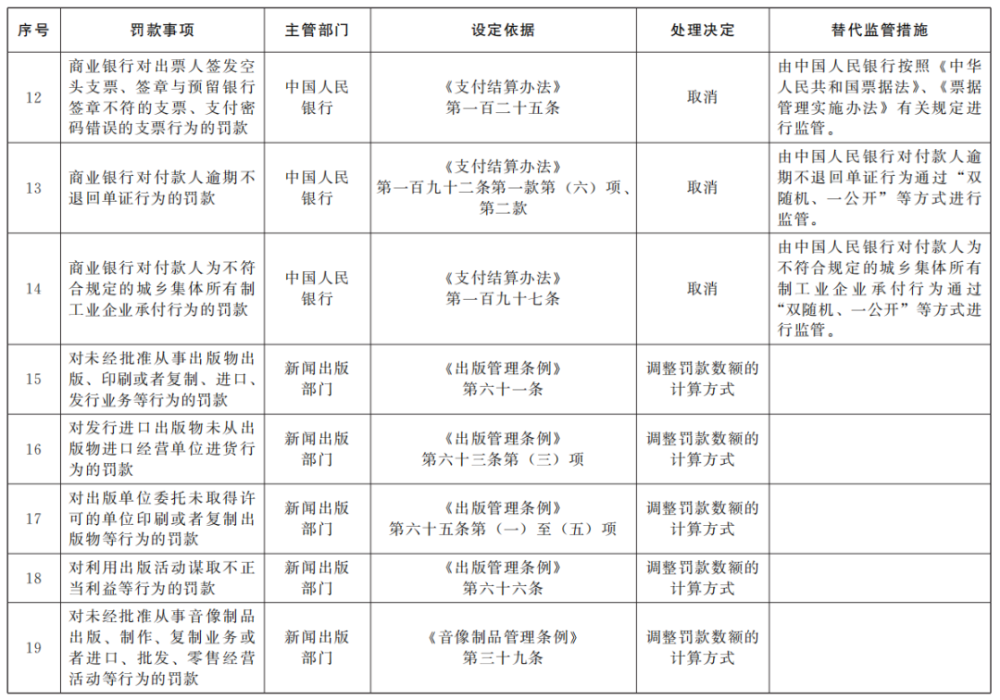 序号 罚款事项 主管部门 设定依据 处理决定 替代监管措施
12
商业银行对出票人签发空
头支票、签章与预留银行
签章不符的支票、支付密
码错误的支票行为的罚款
中国人民
银行
《支付结算办法》
第一百二十五条
取消
由中国人民银行按照《中华
人民共和国票据法》、《票据
管理实施办法》有关规定进
行监管。
13
商业银行对付款人逾期不
退回单证行为的罚款
中国人民
银行
《支付结算办法》
第一百九十二条第一款第（六）项、
第二款
取消
由中国人民银行对付款人逾
期不退回单证行为通过“双
随机、一公开”等方式进行
监管。
14
商业银行对付款人为不符
合规定的城乡集体所有制
工业企业承付行为的罚款
中国人民
银行
《支付结算办法》
第一百九十七条
取消
由中国人民银行对付款人为
不符合规定的城乡集体所有
制工业企业承付行为通过
“双随机、一公开”等方式进
行监管。
15
对未经批准从事出版物出
版、印刷或者复制、进口、
发行业务等行为的罚款
新闻出版
部门
《出版管理条例》
第六十一条
调整罚款数额的
计算方式
16
对发行进口出版物未从出
版物进口经营单位进货行
为的罚款
新闻出版
部门
《出版管理条例》
第六十三条第（三）项
调整罚款数额的
计算方式
17
对出版单位委托未取得许
可的单位印刷或者复制出
版物等行为的罚款
新闻出版
部门
《出版管理条例》
第六十五条第（一）至（五）项
调整罚款数额的
计算方式
18
对利用出版活动谋取不正
当利益等行为的罚款
新闻出版
部门
《出版管理条例》
第六十六条
调整罚款数额的
计算方式
19
对未经批准从事音像制品
出版、制作、复制业务或
者进口、批发、零售经营
活动等行为的罚款
新闻出版
部门
《音像制品管理条例》
第三十九条
调整罚款数额的
计算方式